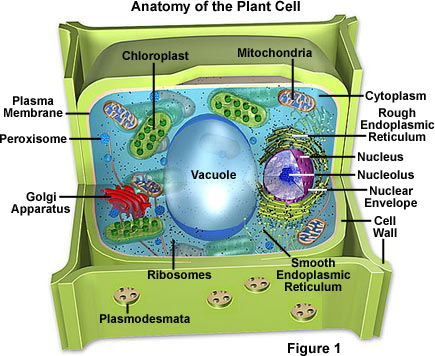 Anatomy of the Plant Cell
Chloroplast
Mitochondria
Plasma
Membrane
Cytoplasm
Rough
Endoplasmic
Reticulum
Peroxisome
Nucleus
Vacuole
Nucleolus
Nuclear
Envelope
Golgi
Apparatus
Cell
Wall
Ribosomes
Smooth
Endoplasmic
Reticulum
Plasmodesmata
Figure 1